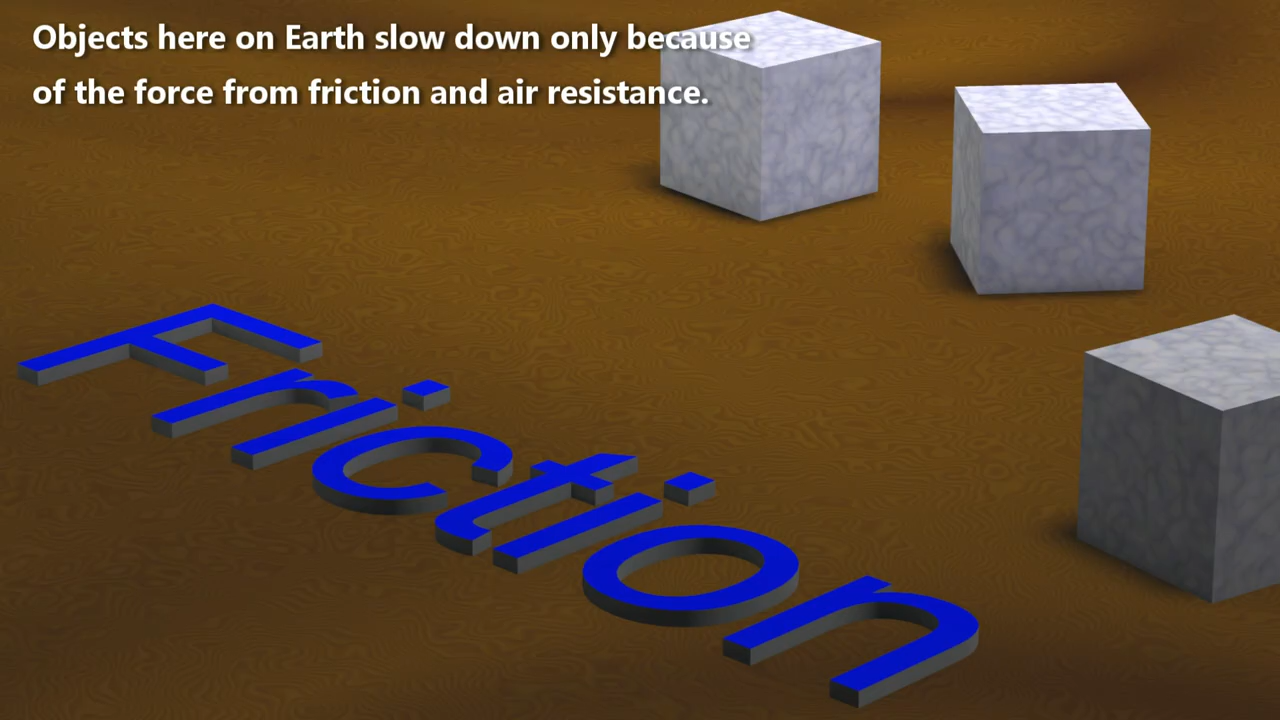 Objects here on Earth slow down only because
of the force from friction and air resistance.
Friction